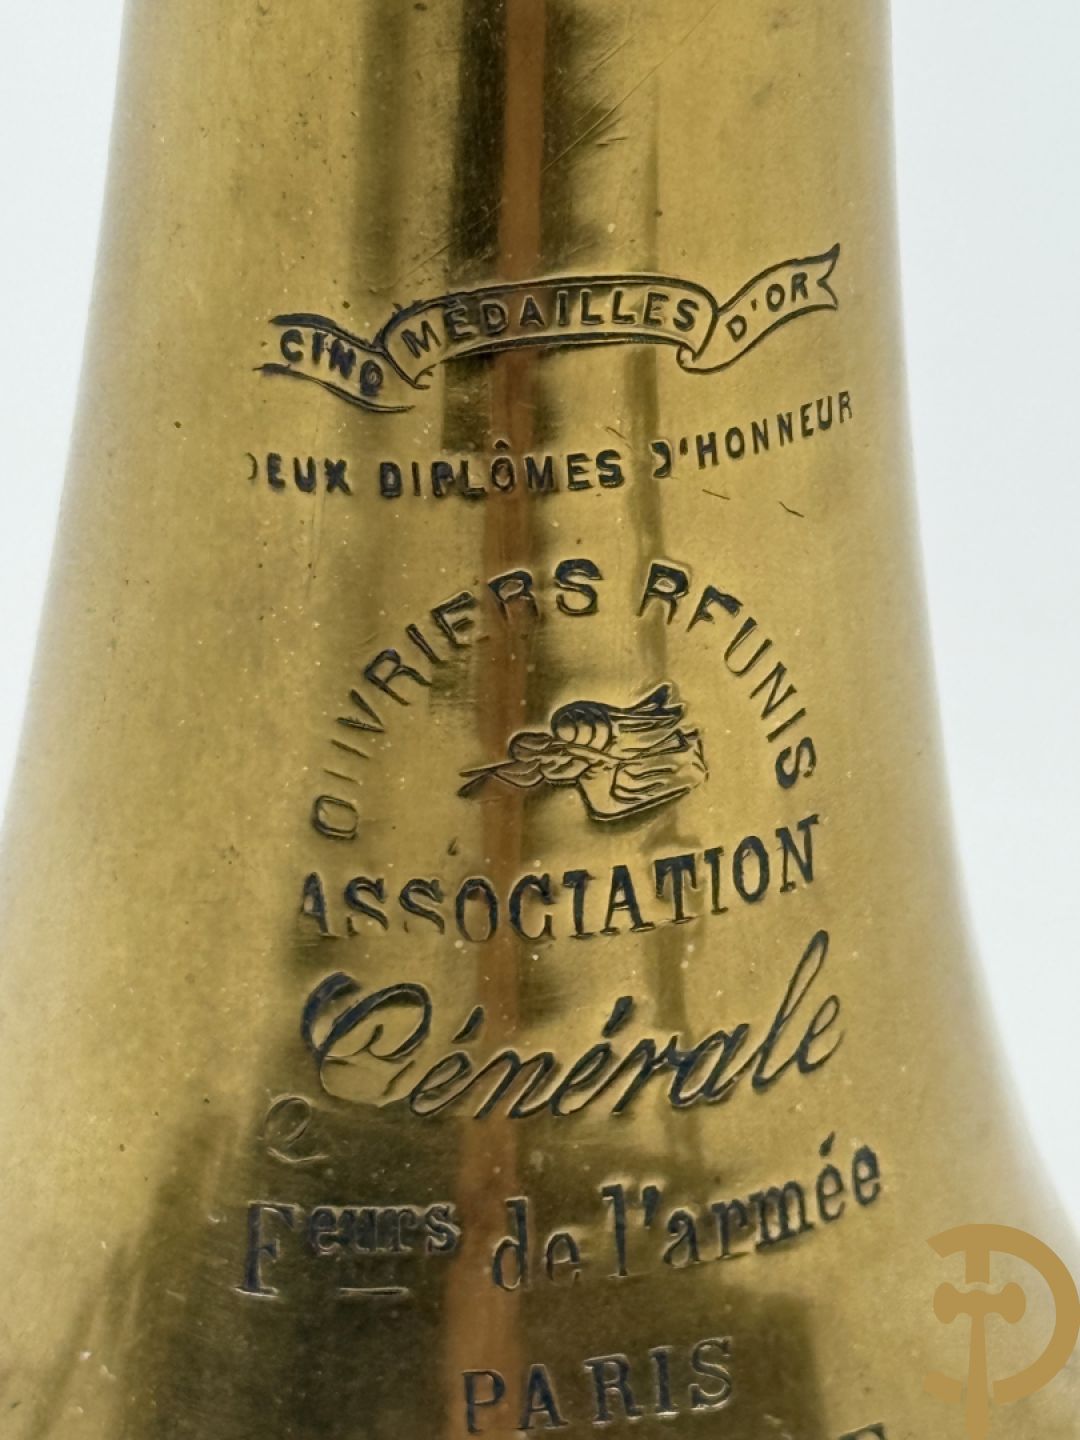 CINQ MÉDAILLES D'OR
DEUX DIPLÔMES D'HONNEUR
OUVRIERS REUNIS
ASSOCIATION
Générale
Feurs de l'armée
PARIS